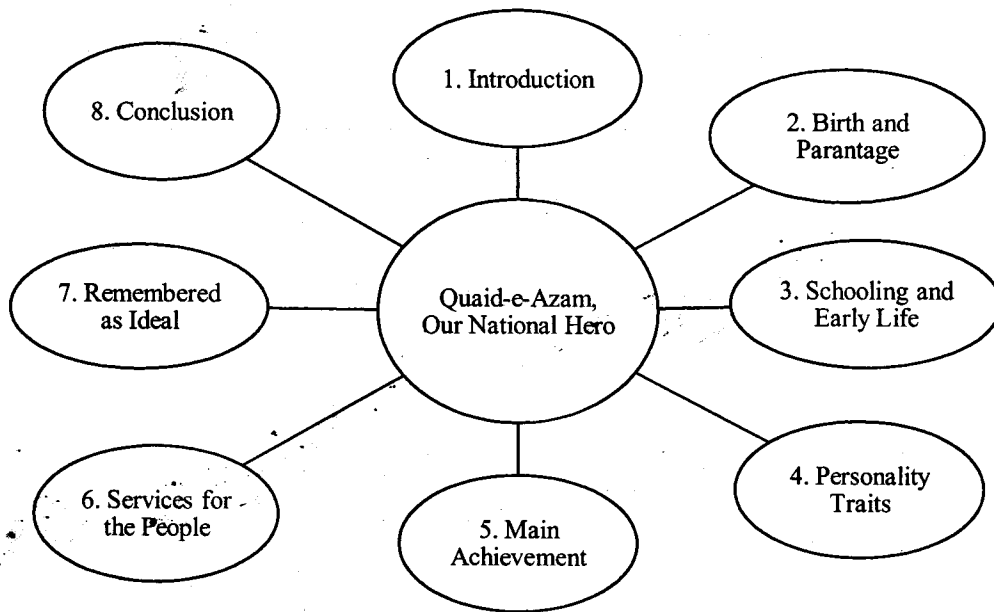 1. Introduction
2. Birth and
Parantage
3. Schooling and
Early Life
4. Personality
Traits
5. Main
Achievement
6. Services for
the People
7. Remembered
as Ideal
8. Conclusion
Quaid-e-Azam,
Our National Hero